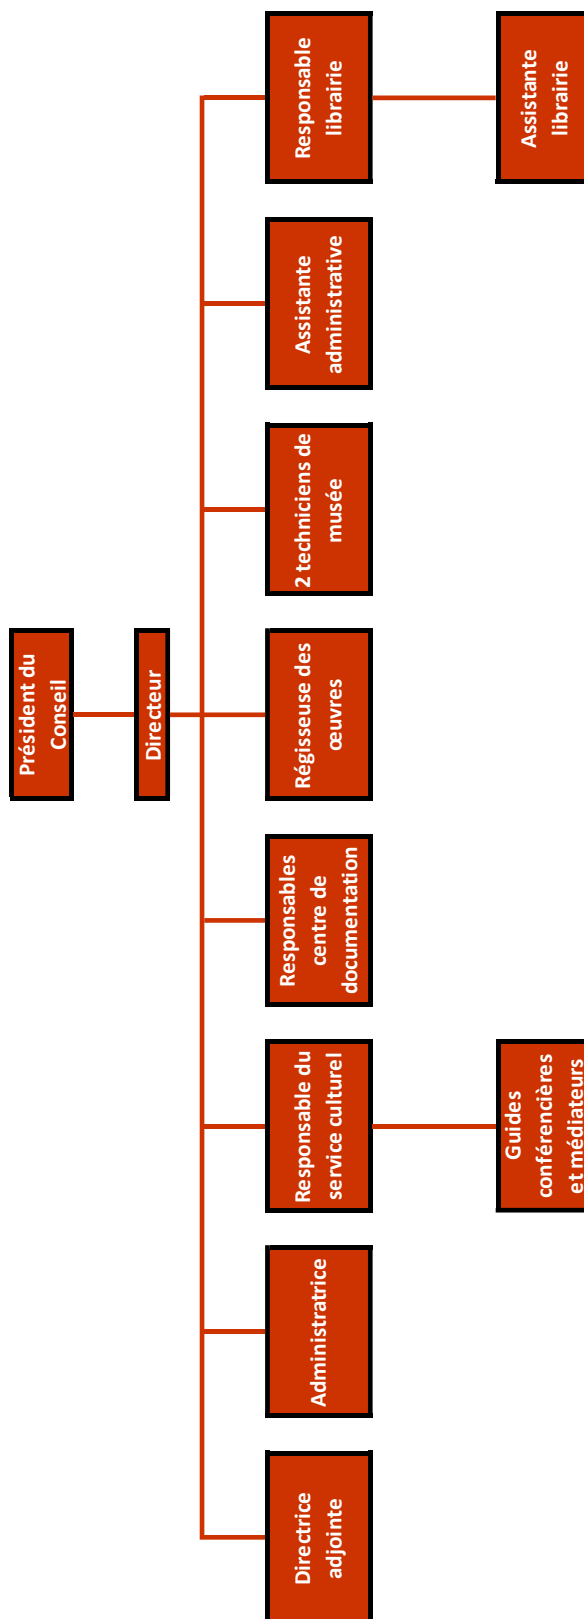 Président du
Conseil
Directeur
Directrice
adjointe
Administratrice
Responsable du
service culturel
Responsables
centre de
documentation
Régisseuse des
œuvres
2 techniciens de
musée
Assistante
administrative
Responsable
librairie
Guides
conférencières
et médiateurs
Assistante
librairie